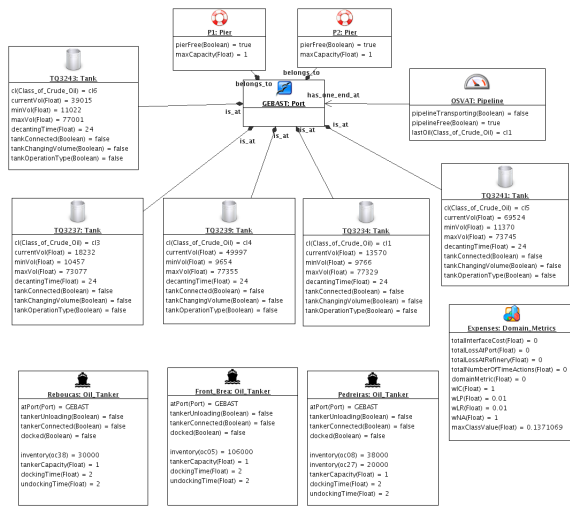 P1: Pier
pierFree(Boolean) = true
maxCapacity(Float) = 1
P2: Pier
pierFree(Boolean) = true
maxCapacity(Float) = 1
TQ3243: Tank
cl(Class_of_Crude_Oil) = cl6
currentVol(Float) = 39015
minVol(Float) = 11022
maxVol(Float) = 77001
decantingTime(Float) = 24
tankConnected(Boolean) = false
tankChangingVolume(Boolean) = false
tankOperationType(Boolean) = false
belongs_to
belongs_to
GEBAST: Port
has_one_end_at
is_at
is_at
is_at
is_at
is_at
OSVAT: Pipeline
pipelineTransporting(Boolean) = false
pipelineFree(Boolean) = true
lastOil(Class_of_Crude_Oil) = cl1
TQ3237: Tank
cl(Class_of_Crude_Oil) = cl3
currentVol(Float) = 18232
minVol(Float) = 10457
maxVol(Float) = 73077
decantingTime(Float) = 24
tankConnected(Boolean) = false
tankChangingVolume(Boolean) = false
tankOperationType(Boolean) = false
TQ3239: Tank
cl(Class_of_Crude_Oil) = cl4
currentVol(Float) = 49997
minVol(Float) = 9654
maxVol(Float) = 77355
decantingTime(Float) = 24
tankConnected(Boolean) = false
tankChangingVolume(Boolean) = false
tankOperationType(Boolean) = false
TQ3234: Tank
cl(Class_of_Crude_Oil) = cl1
currentVol(Float) = 13570
minVol(Float) = 9766
maxVol(Float) = 77329
decantingTime(Float) = 24
tankConnected(Boolean) = false
tankChangingVolume(Boolean) = false
tankOperationType(Boolean) = false
TQ3241: Tank
cl(Class_of_Crude_Oil) = cl5
currentVol(Float) = 69524
minVol(Float) = 11370
maxVol(Float) = 73745
decantingTime(Float) = 24
tankConnected(Boolean) = false
tankChangingVolume(Boolean) = false
tankOperationType(Boolean) = false
Expenses: Domain_Metrics
totalInterfaceCost(Float) = 0
totalLossAtPort(Float) = 0
totalLossAtRefinery(Float) = 0
totalNumberOfTimeActions(Float) = 0
domainMetric(Float) = 0
wIC(Float) = 1
wLP(Float) = 0.01
wLR(Float) = 0.01
wNA(Float) = 1
maxClassValue(Float) = 0.1371069
Reboucas: Oil_Tanker
atPort(Port) = GEBAST
tankerUnloading(Boolean) = false
tankerConnected(Boolean) = false
docked(Boolean) = false
inventory(oc38) = 30000
tankerCapacity(Float) = 1
dockingTime(Float) = 2
undockingTime(Float) = 2
Front_Brea: Oil_Tanker
atPort(Port) = GEBAST
tankerUnloading(Boolean) = false
tankerConnected(Boolean) = false
docked(Boolean) = false
inventory(oc05) = 106000
tankerCapacity(Float) = 1
dockingTime(Float) = 2
undockingTime(Float) = 2
Pedreiras: Oil_Tanker
atPort(Port) = GEBAST
tankerUnloading(Boolean) = false
tankerConnected(Boolean) = false
docked(Boolean) = false
inventory(oc08) = 38000
inventory(oc27) = 20000
tankerCapacity(Float) = 1
dockingTime(Float) = 2
undockingTime(Float) = 2